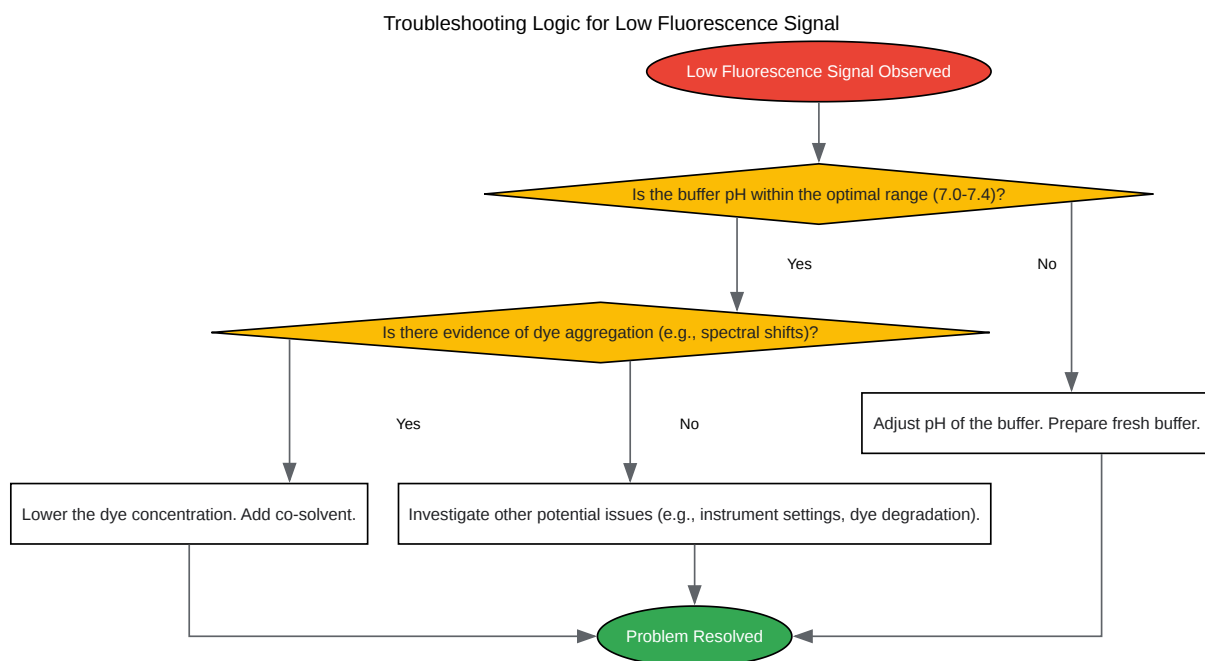 Troubleshooting Logic for Low Fluorescence Signal
Low Fluorescence Signal Observed
Is the buffer pH within the optimal range (7.0-7.4)?
Yes
No
Is there evidence of dye aggregation (e.g., spectral shifts)?
Yes
No
Adjust pH of the buffer. Prepare fresh buffer.
Lower the dye concentration. Add co-solvent.
Investigate other potential issues (e.g., instrument settings, dye degradation).
Problem Resolved